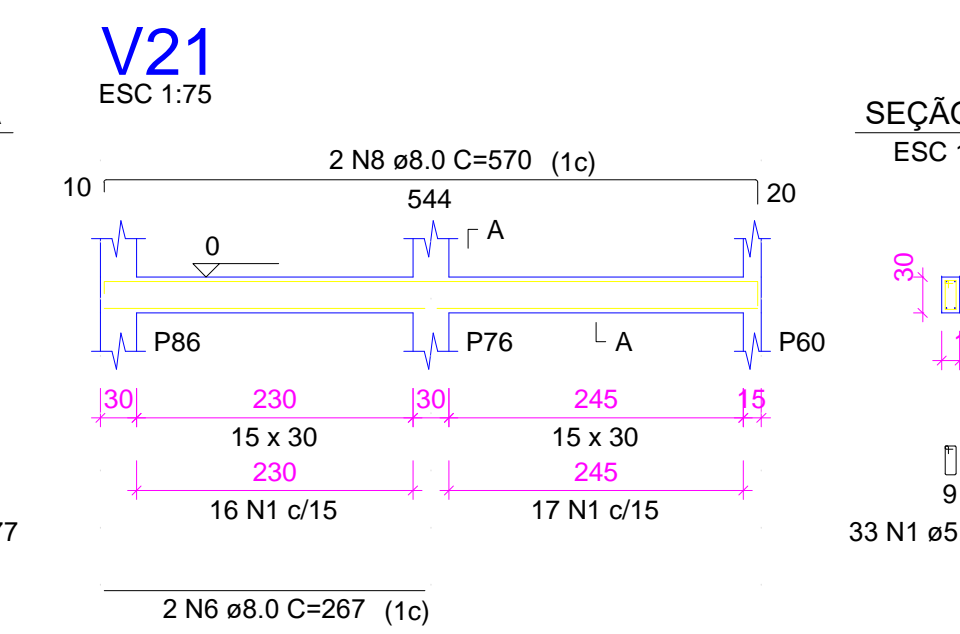 V21
ESC 1:75
SEÇÃO
ESC 1
2 N8 ø8.0 C=570 (1c)
10
544
20
A
0
30
P86
P76
A
P60
30
230
30
245
15
15 x 30
15 x 30
230
245
16 N1 c/15
17 N1 c/15
9
77
33 N1 ø5
2 N6 ø8.0 C=267 (1c)